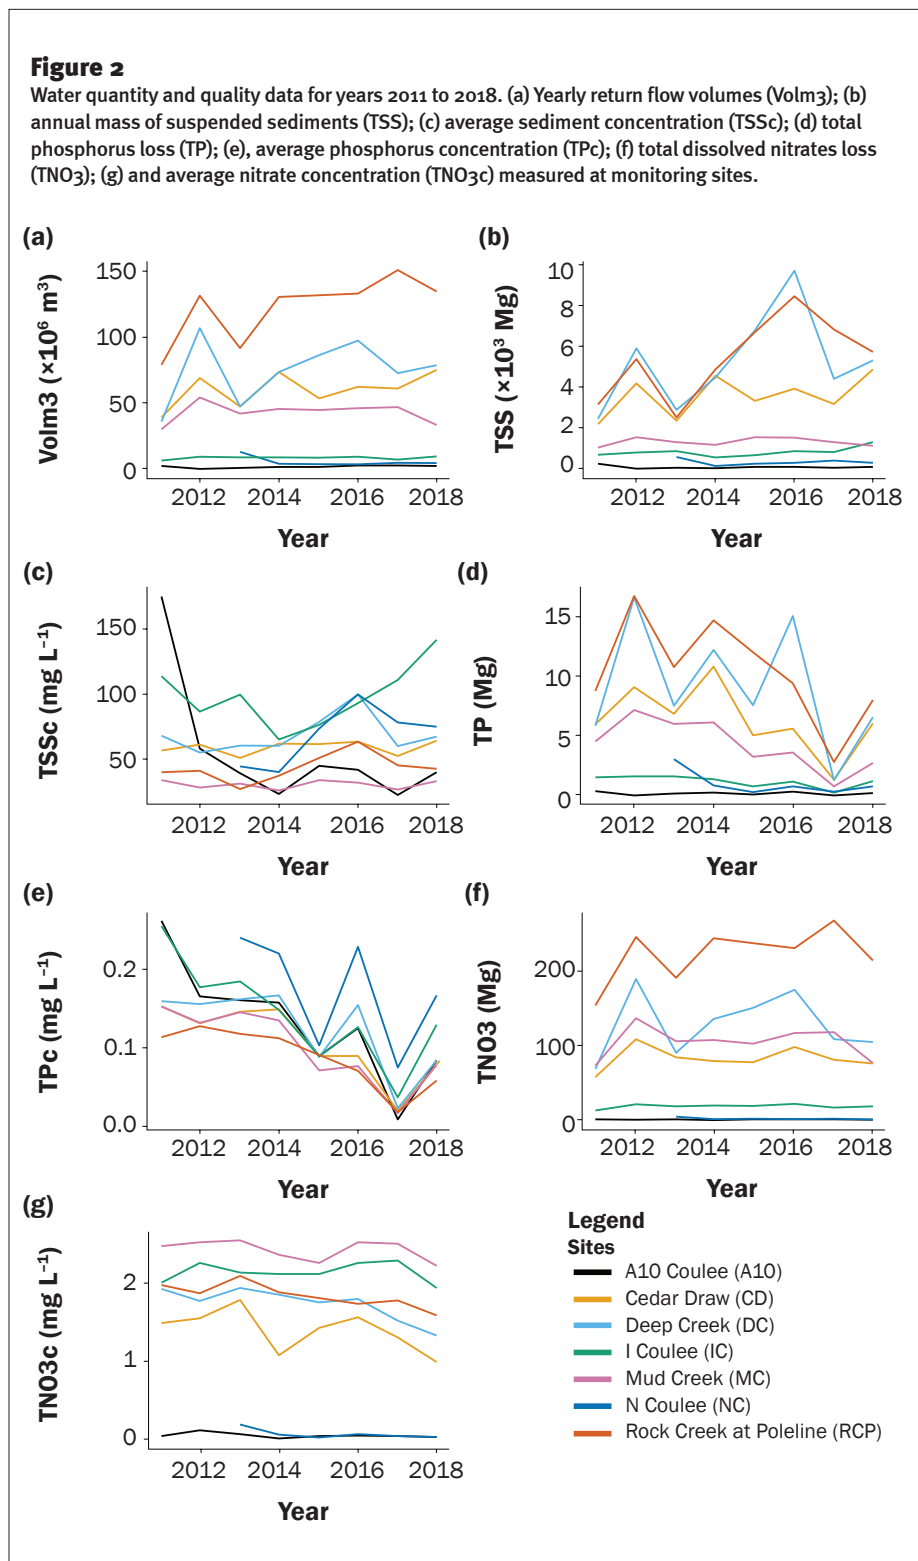 Figure 2
Water quantity and quality data for years 2011 to 2018. (a) Yearly return flow volumes (Volm3); (b)
annual mass of suspended sediments (TSS); (c) average sediment concentration (TSSc); (d) total
phosphorus loss (TP); (e), average phosphorus concentration (TPc); (f) total dissolved nitrates loss
(TNO3); (g) and average nitrate concentration (TNO3c) measured at monitoring sites.
(a)
Volm3 (×10⁶ m³)
150
100
50
0
2012 2014 2016 2018
Year
(b)
TSS (×10³ Mg)
10
8
6
4
2
0
2012 2014 2016 2018
Year
(c)
TSSc (mg L⁻¹)
150
100
50
2012 2014 2016 2018
Year
(d)
TP (Mg)
15
10
5
0
2012 2014 2016 2018
Year
(e)
TPc (mg L⁻¹)
0.2
0.1
0.0
2012 2014 2016 2018
Year
(f)
TNO3 (Mg)
200
100
0
2012 2014 2016 2018
Year
(g)
TNO3c (mg L⁻¹)
2
1
0
2012 2014 2016 2018
Year
Legend
Sites
A10 Coulee (A10)
Cedar Draw (CD)
Deep Creek (DC)
I Coulee (IC)
Mud Creek (MC)
N Coulee (NC)
Rock Creek at Poleline (RCP)